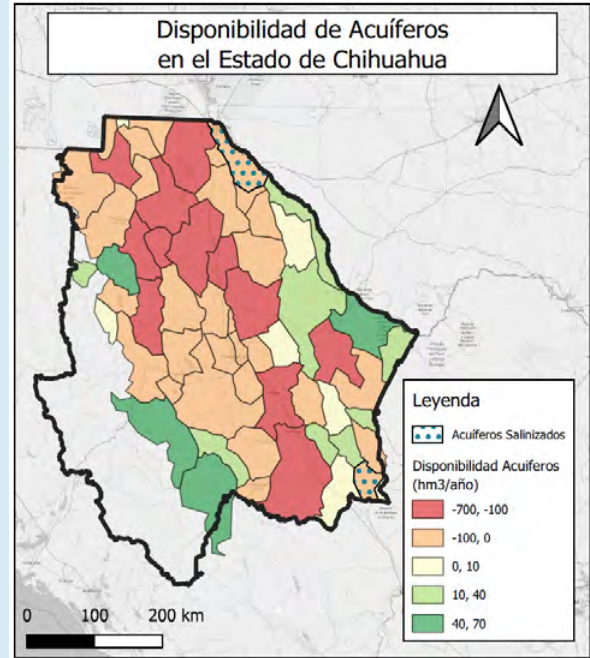 Disponibilidad de Acuíferos
en el Estado de Chihuahua
Leyenda
Acuíferos Salinizados
Disponibilidad Acuiferos
(hm3/año)
-700, -100
-100, 0
0, 10
10, 40
40, 70
0 100 200 km